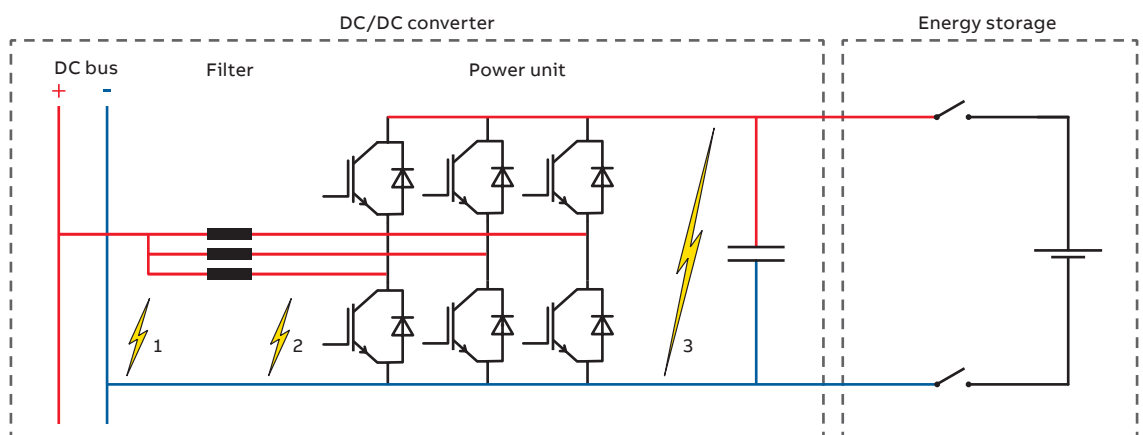 DC/DC converter
Energy storage
DC bus
Filter
Power unit
+
-
1
2
3